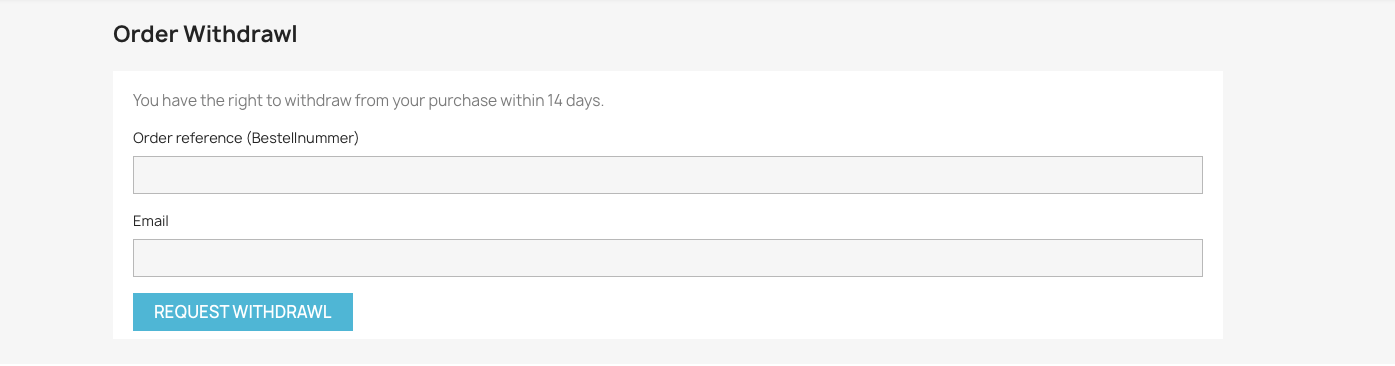 Order Withdrawl
You have the right to withdraw from your purchase within 14 days.
Order reference (Bestellnummer)
Email
REQUEST WITHDRAWL